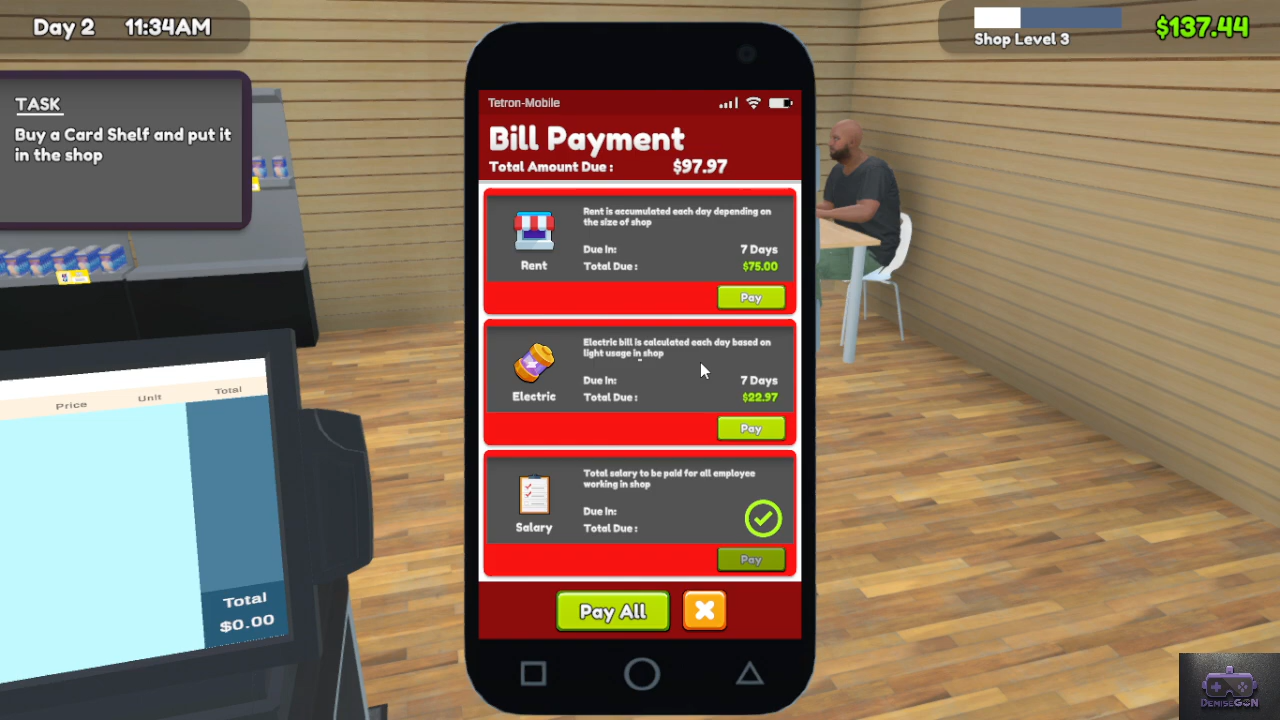 Day 2 11:34AM
Shop Level 3
$137.44
TASK
Buy a Card Shelf and put it
in the shop
Tetron-Mobile
Bill Payment
Total Amount Due : $97.97
Rent is accumulated each day depending on
the size of shop
Due In: 7 Days
Total Due : $75.00
Rent
Pay
Electric bill is calculated each day based on
light usage in shop
Due In: 7 Days
Total Due : $22.97
Electric
Pay
Total salary to be paid for all employee
working in shop
Due In:
Total Due :
Salary
Pay
Pay All
Price Unit Total
Total
$0.00
DEMISEGON